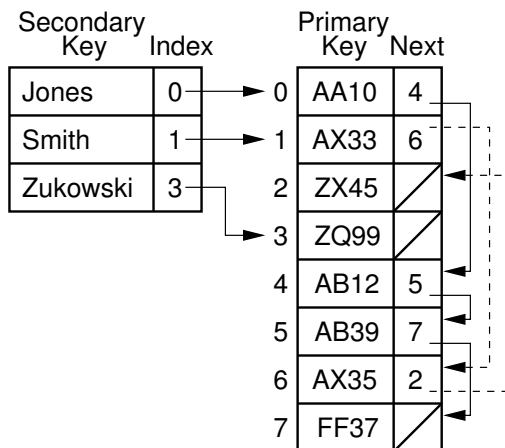 Secondary Key Index
Jones 0
Smith 1
Zukowski 3
Primary Key Next
0 AA10 4
1 AX33 6
2 ZX45
3 ZQ99
4 AB12 5
5 AB39 7
6 AX35 2
7 FF37